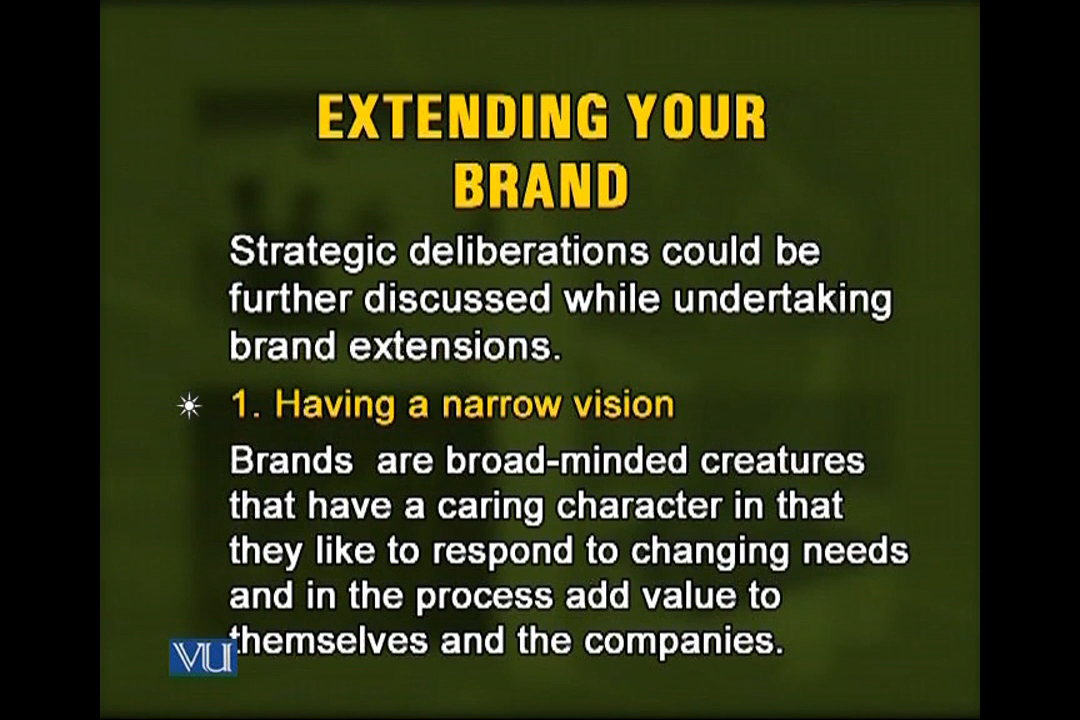 EXTENDING YOUR
BRAND
Strategic deliberations could be
further discussed while undertaking
brand extensions.
1. Having a narrow vision
Brands are broad-minded creatures
that have a caring character in that
they like to respond to changing needs
and in the process add value to
themselves and the companies.
VU